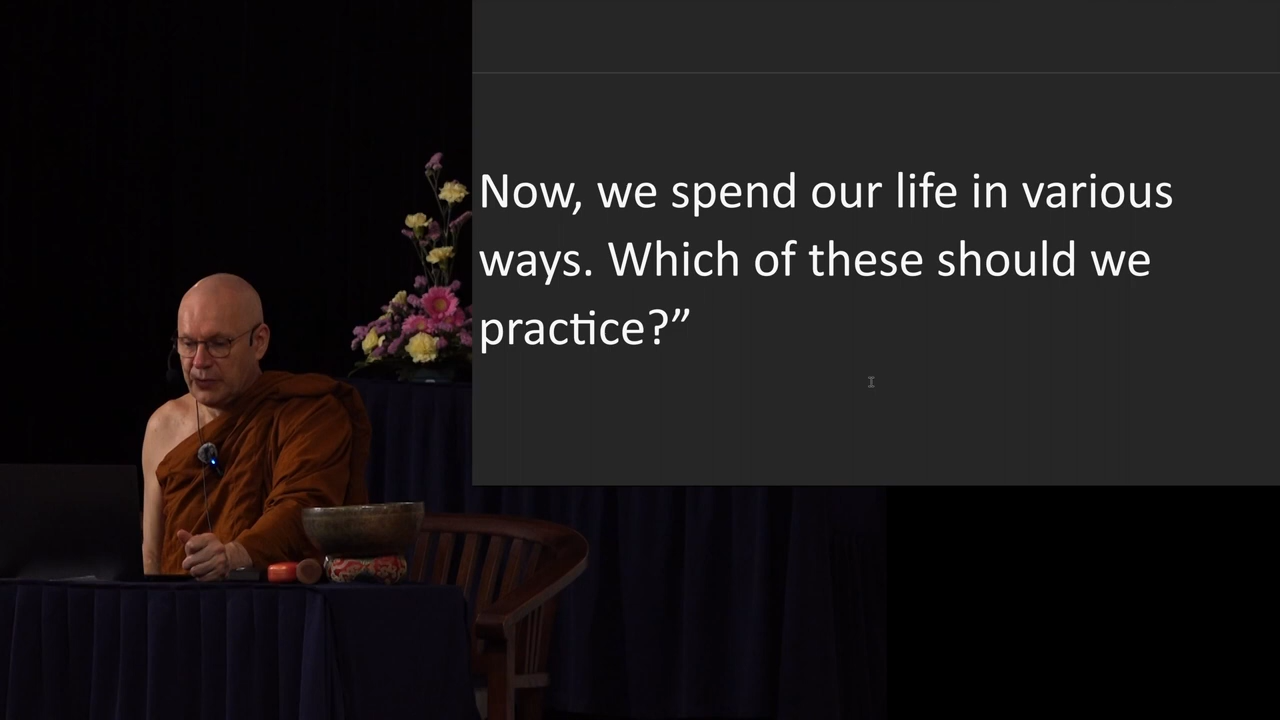 Now, we spend our life in various
ways. Which of these should we
practice?”